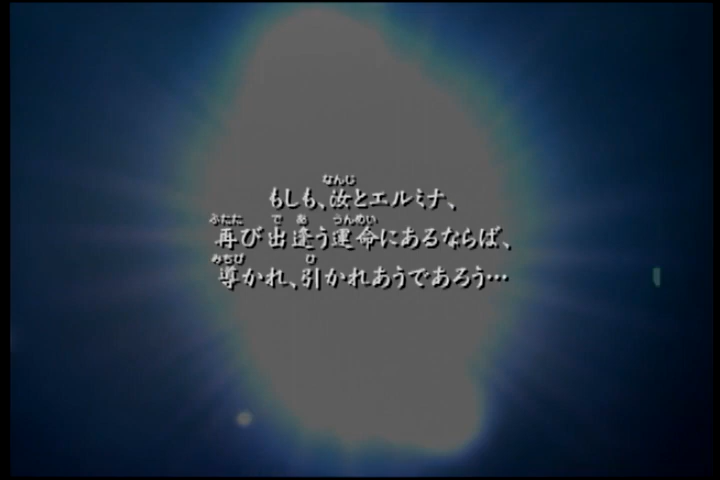 もしも、汝とエルミナ、
再び出逢う運命にあるならば、
導かれ、引かれあうであろう…